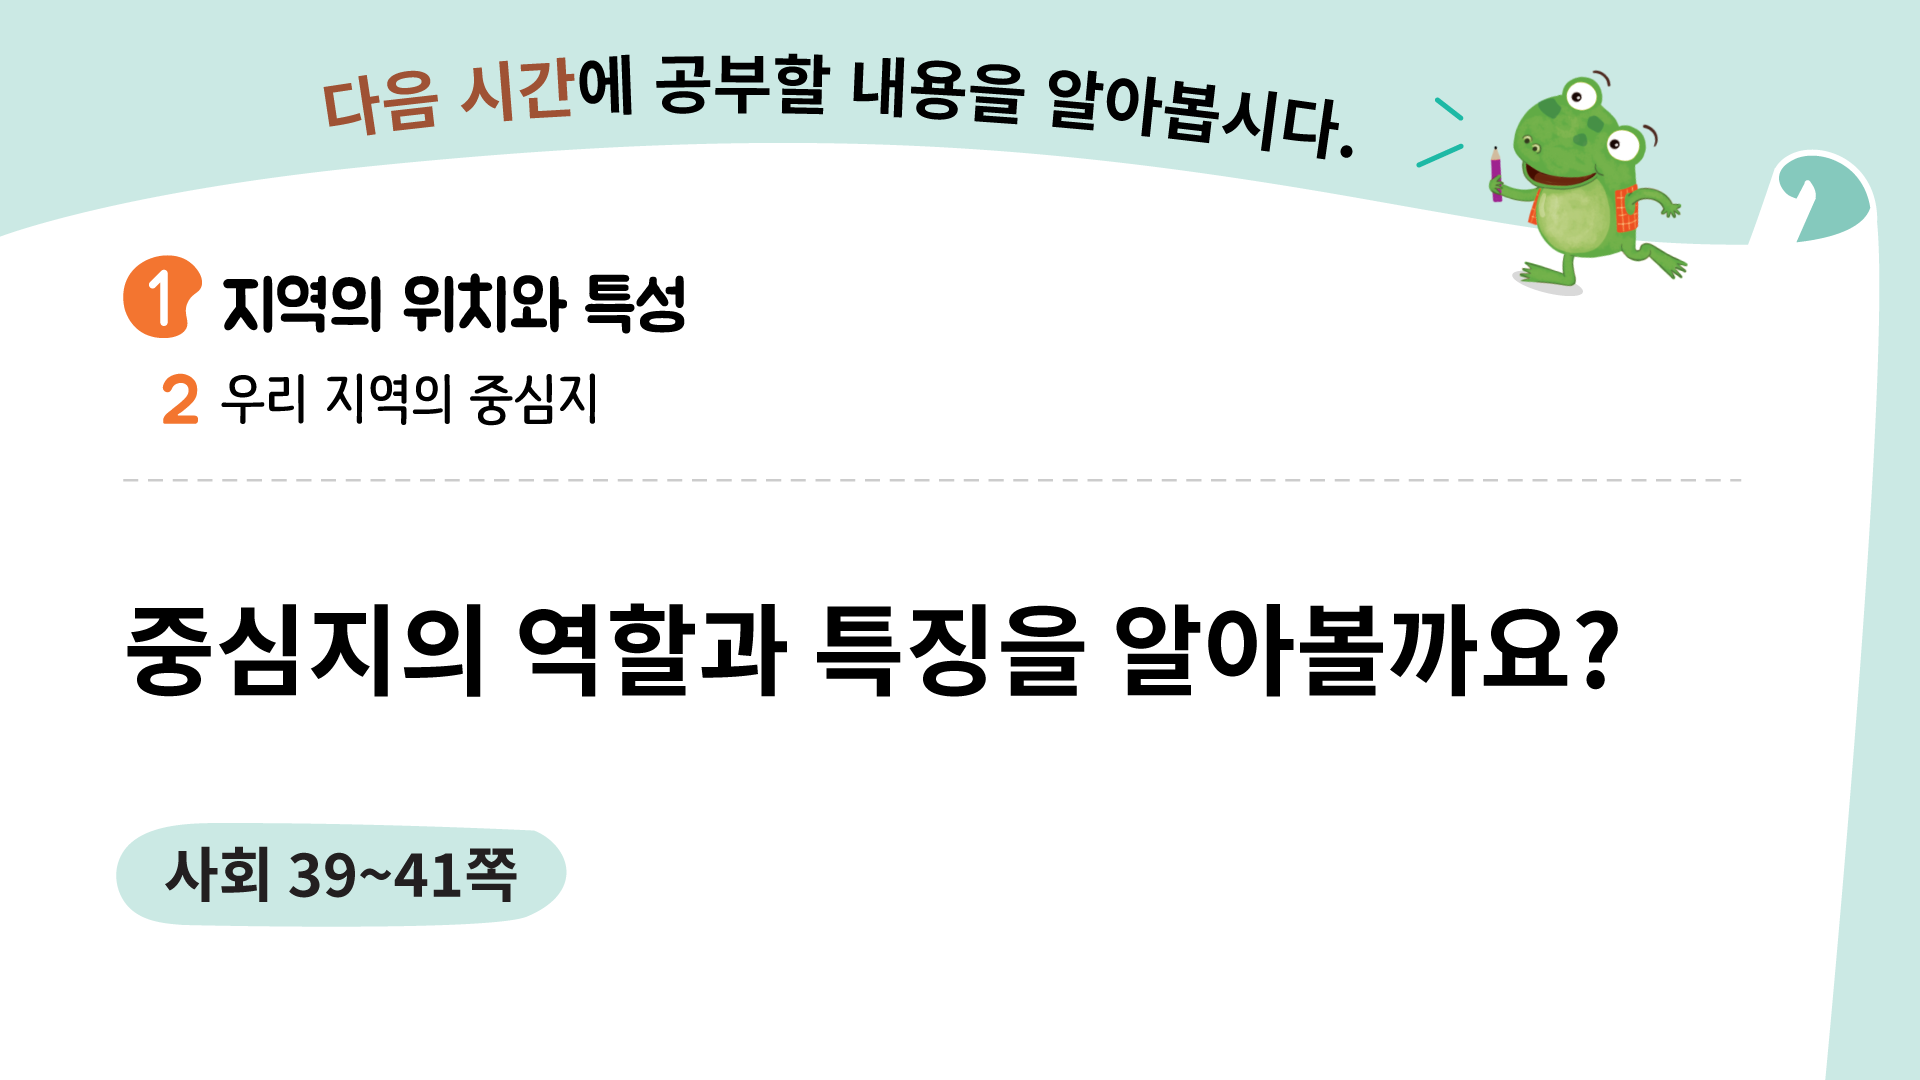 다음 시간에 공부할 내용을 알아봅시다.
1 지역의 위치와 특성
2 우리 지역의 중심지
중심지의 역할과 특징을 알아볼까요?
사회 39~41쪽